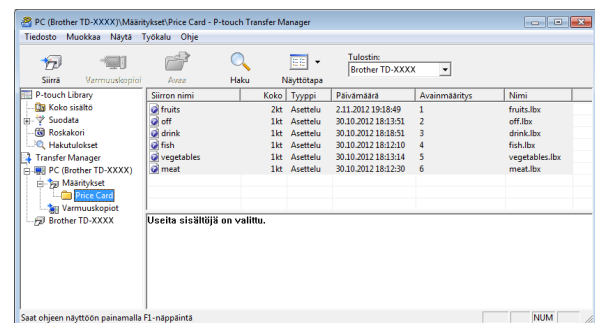 PC (Brother TD-XXXX)\Määritykset\Price Card - P-touch Transfer Manager
Tiedosto Muokkaa Näytä Työkalu Ohje
Siirrä Varmuuskopioi Avaa Haku Näyttötapa
Tulostin:
Brother TD-XXXX
P-touch Library
Koko sisältö
Suodata
Roskakori
Hakutulokset
Transfer Manager
PC (Brother TD-XXXX)
Määritykset
Price Card
Varmuuskopiot
Brother TD-XXXX
Siirron nimi Koko Tyyppi Päivämäärä Avainmääritys Nimi
fruits 2kt Asettelu 2.11.2012 19:18:49 1 fruits.lbx
off 1kt Asettelu 30.10.2012 18:13:51 2 off.lbx
drink 1kt Asettelu 30.10.2012 18:18:51 3 drink.lbx
fish 1kt Asettelu 30.10.2012 18:12:10 4 fish.lbx
vegetables 1kt Asettelu 30.10.2012 18:13:14 5 vegetables.lbx
meat 1kt Asettelu 30.10.2012 18:12:30 6 meat.lbx
Useita sisältöjä on valittu.
Saat ohjeen näyttöön painamalla F1-näppäintä
NUM